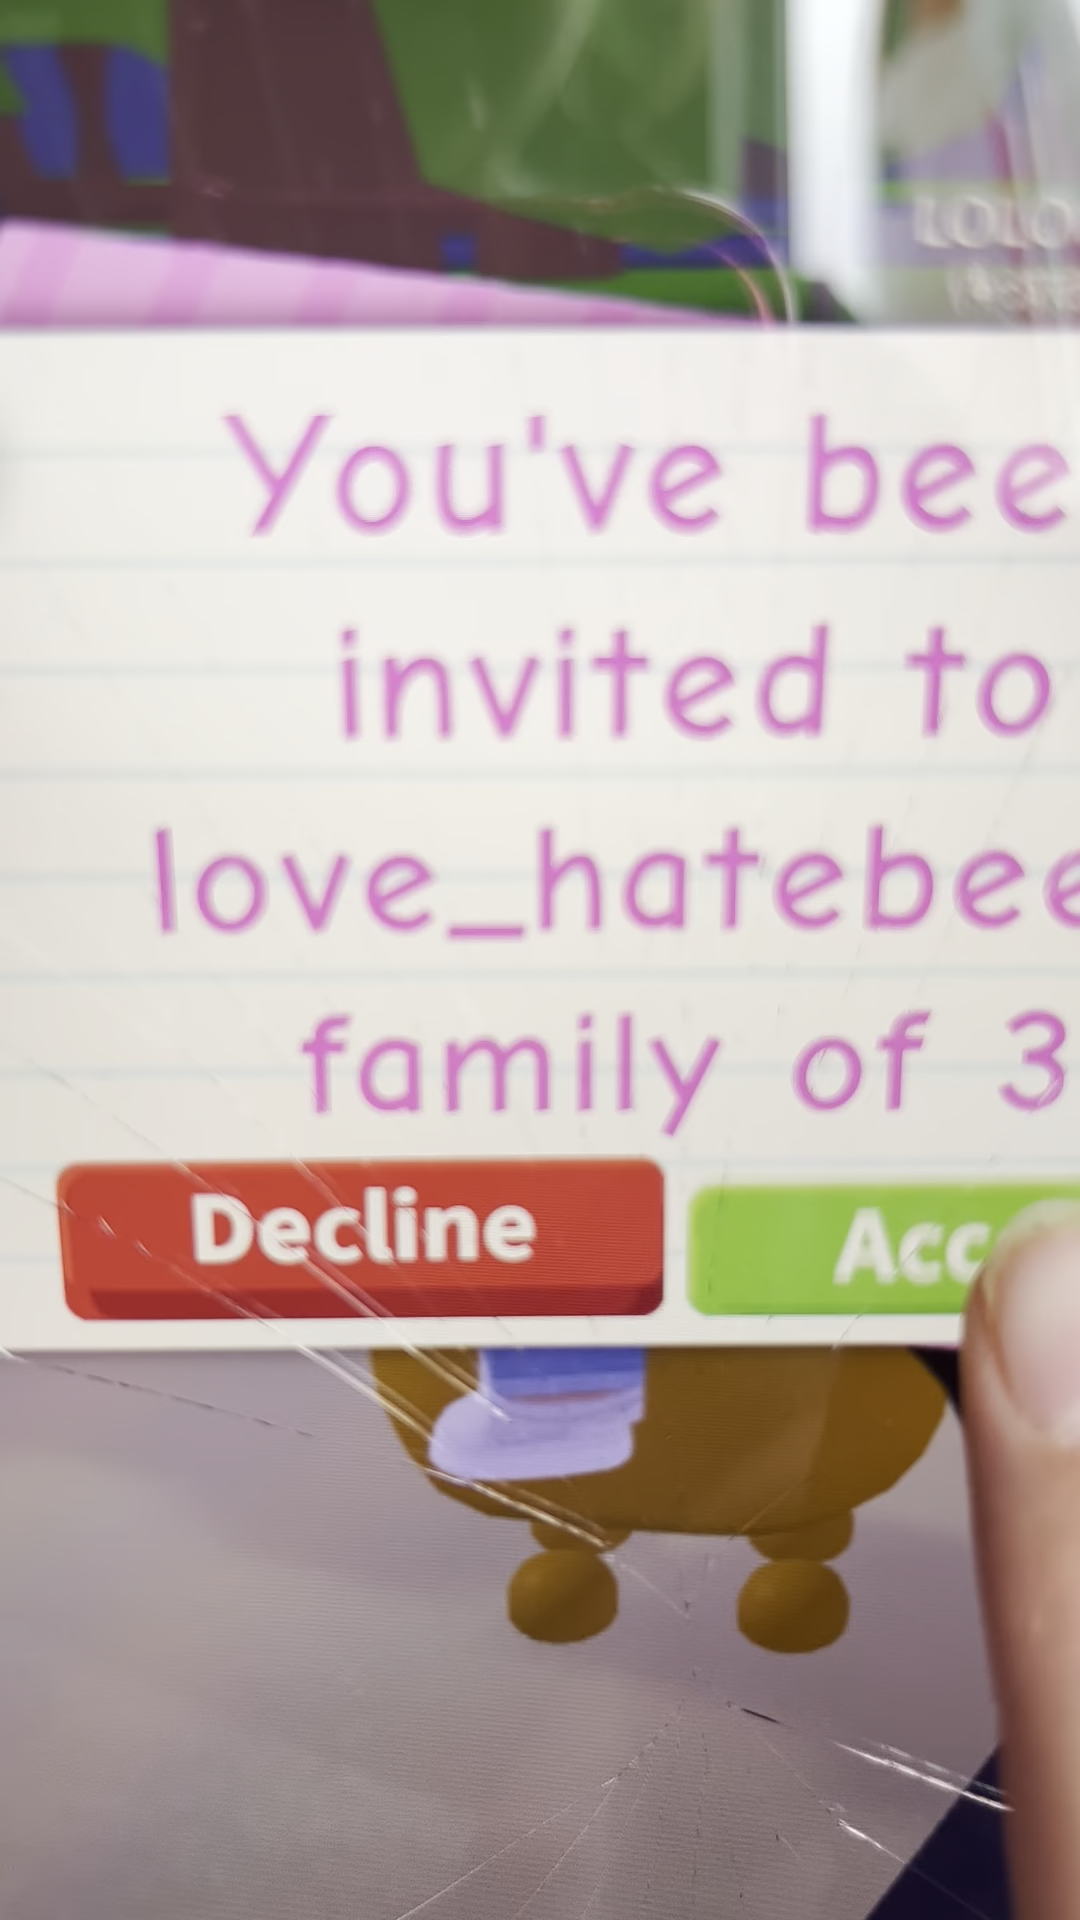 You've bee
invited to
love_hatebee
family of 3
Decline
Acc